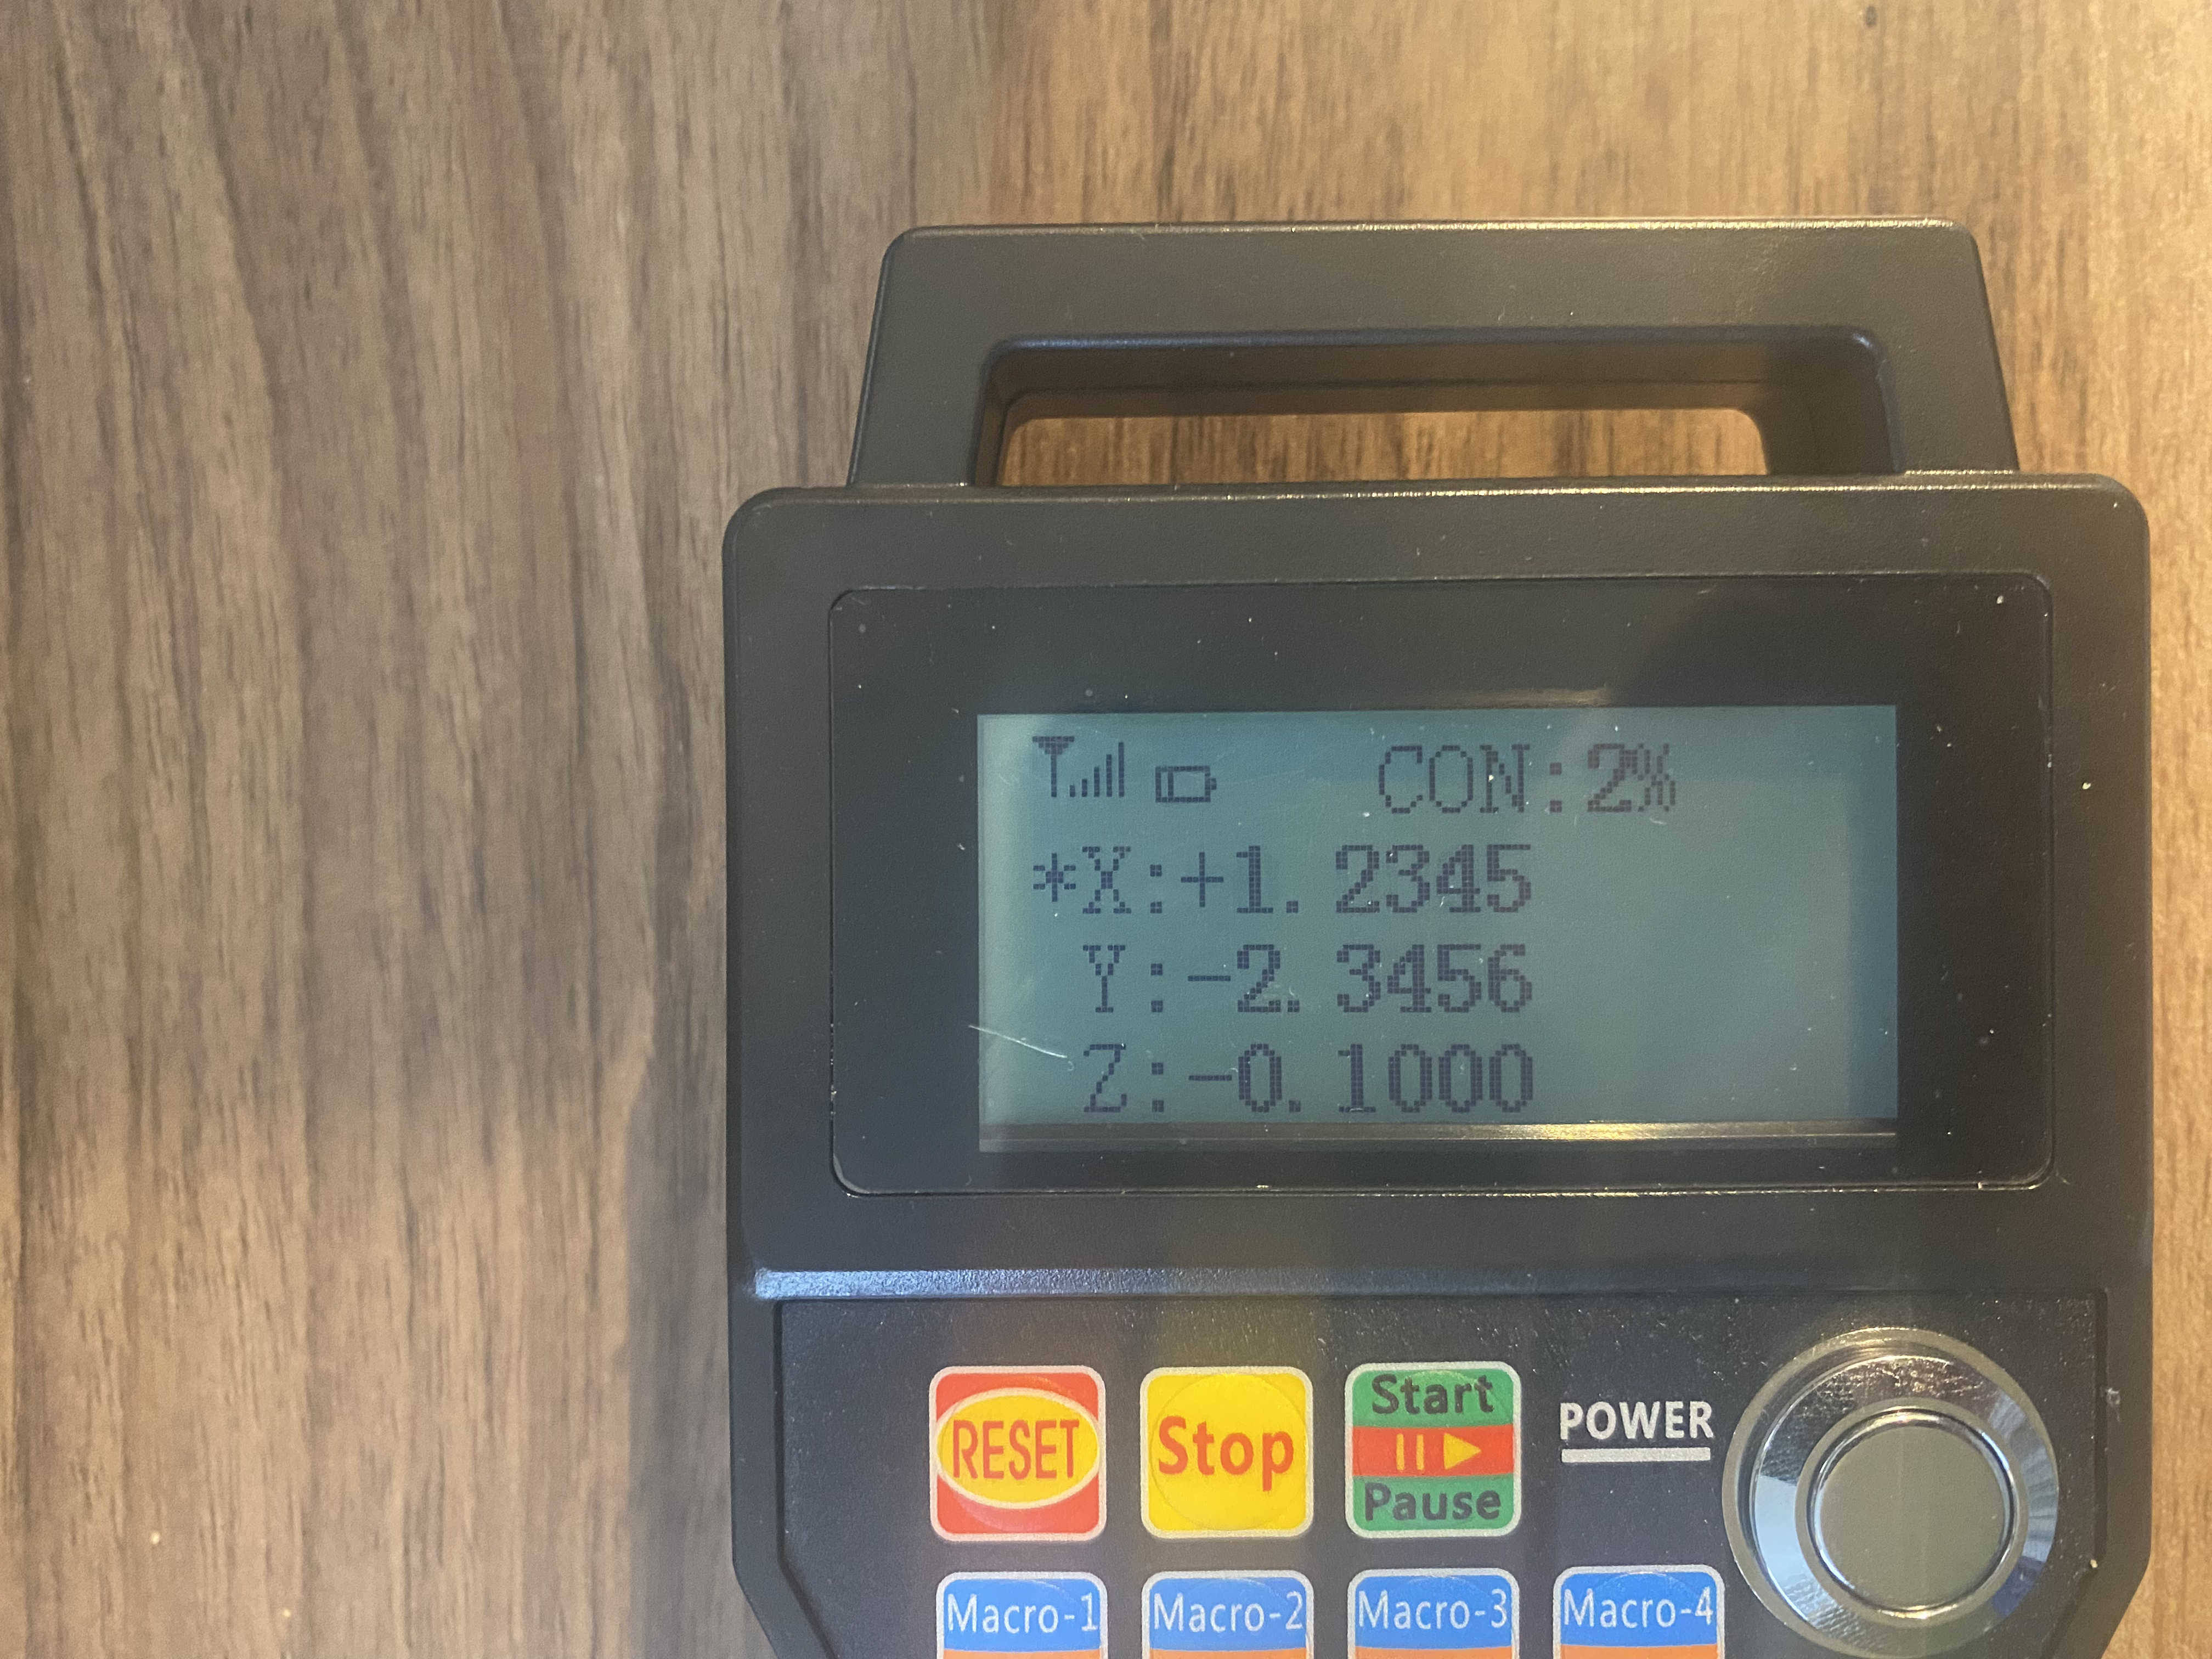 CON:2%
*X:+1.2345
Y:-2.3456
Z:-0.1000
RESET
Stop
Start
Pause
POWER
Macro-1
Macro-2
Macro-3
Macro-4